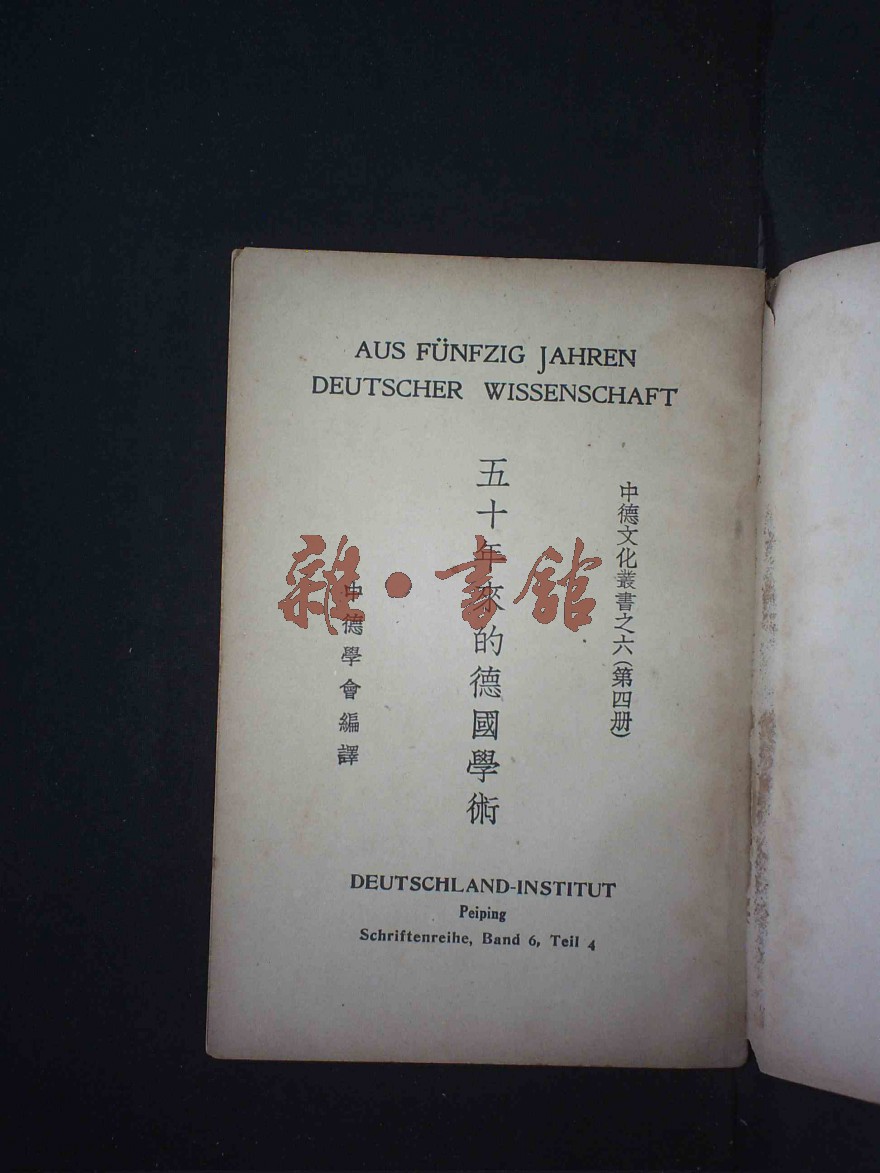 AUS FÜNFZIG JAHREN
DEUTSCHER WISSENSCHAFT
中德文化叢書之六(第四册)
五十年來的德國學術
中德學會編譯
雜·書館
DEUTSCHLAND-INSTITUT
Peiping
Schriftenreihe, Band 6, Teil 4